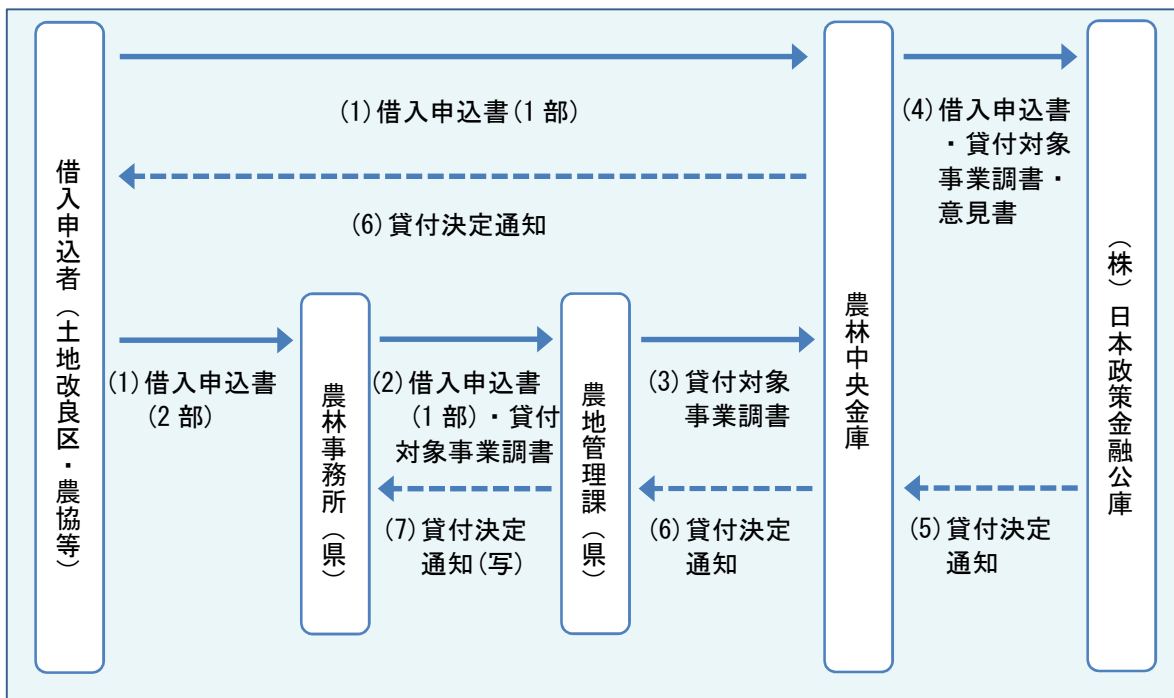 借入申込者（土地改良区・農協等）
(1)借入申込書(1部)
(6)貸付決定通知
(1)借入申込書
(2部)
農林事務所（県）
(2)借入申込書
(1部)・貸付
対象事業調書
(7)貸付決定
通知(写)
農地管理課（県）
(3)貸付対象
事業調書
(6)貸付決定
通知
農林中央金庫
(4)借入申込書
・貸付対象
事業調書・
意見書
(5)貸付決定
通知
（株）日本政策金融公庫